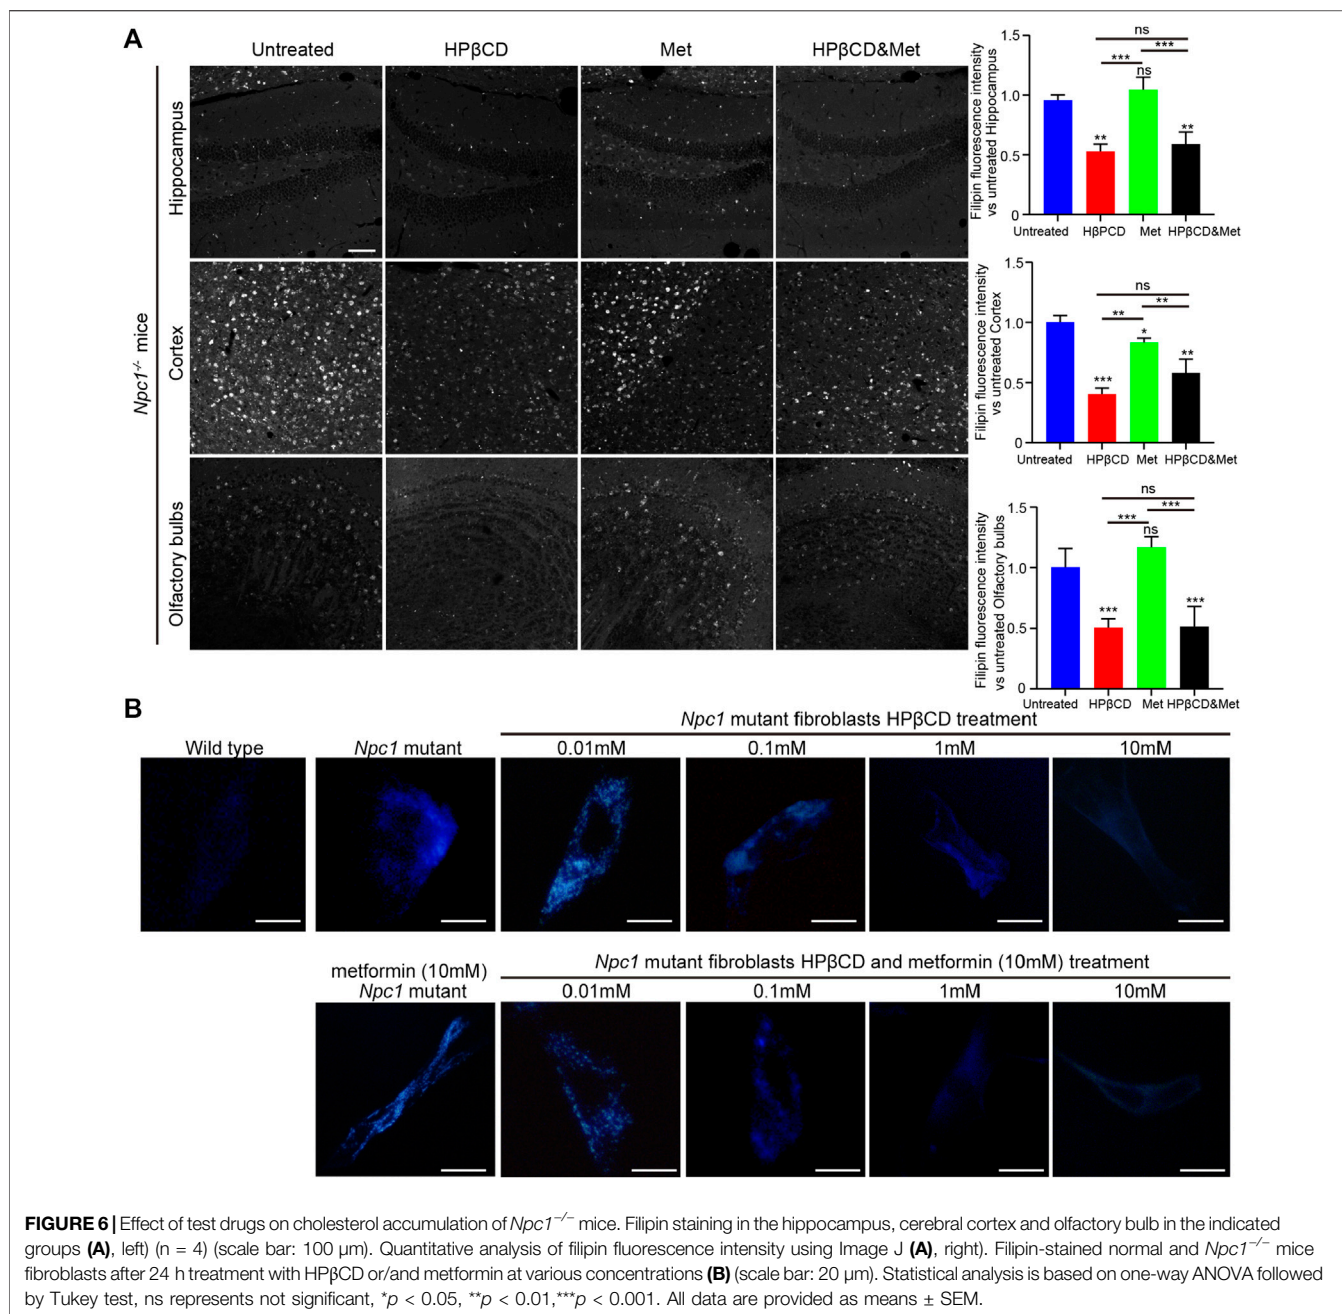 A
Untreated
HPβCD
Met
HPβCD&Met
Npc1-/- mice
Hippocampus
Cortex
Olfactory bulbs
Filipin fluorescence intensity
vs untreated Hippocampus
1.5
1.0
0.5
0
ns
***
***
ns
**
**
Untreated
HβPCD
Met
HPβCD&Met
Filipin fluorescence intensity
vs untreated Cortex
1.5
1.0
0.5
0
ns
**
**
*
***
**
Untreated
HPβCD
Met
HPβCD&Met
Filipin fluorescence intensity
vs untreated Olfactory bulbs
1.5
1.0
0.5
0
ns
***
***
ns
***
***
Untreated
HPβCD
Met
HPβCD&Met
B
Npc1 mutant fibroblasts HPβCD treatment
Wild type
Npc1 mutant
0.01mM
0.1mM
1mM
10mM
metformin (10mM)
Npc1 mutant
Npc1 mutant fibroblasts HPβCD and metformin (10mM) treatment
0.01mM
0.1mM
1mM
10mM
FIGURE 6 | Effect of test drugs on cholesterol accumulation of Npc1−/− mice. Filipin staining in the hippocampus, cerebral cortex and olfactory bulb in the indicated
groups (A), left) (n = 4) (scale bar: 100 μm). Quantitative analysis of filipin fluorescence intensity using Image J (A), right). Filipin-stained normal and Npc1−/− mice
fibroblasts after 24 h treatment with HPβCD or/and metformin at various concentrations (B) (scale bar: 20 μm). Statistical analysis is based on one-way ANOVA followed
by Tukey test, ns represents not significant, *p < 0.05, **p < 0.01,***p < 0.001. All data are provided as means ± SEM.